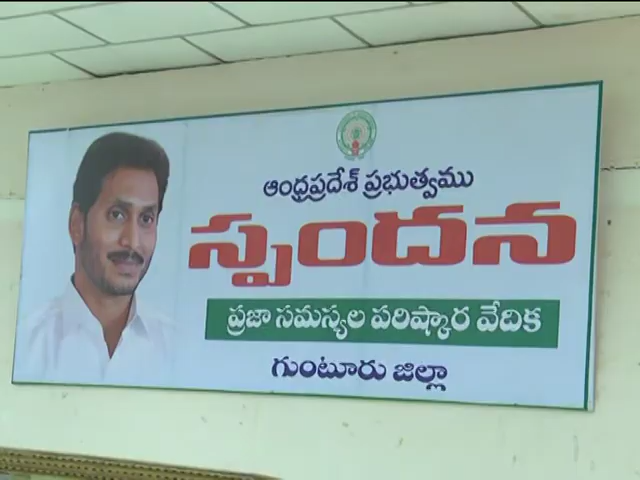 ఆంధ్రప్రదేశ్ ప్రభుత్వము
స్పందన
ప్రజా సమస్యల పరిష్కార వేదిక
గుంటూరు జిల్లా